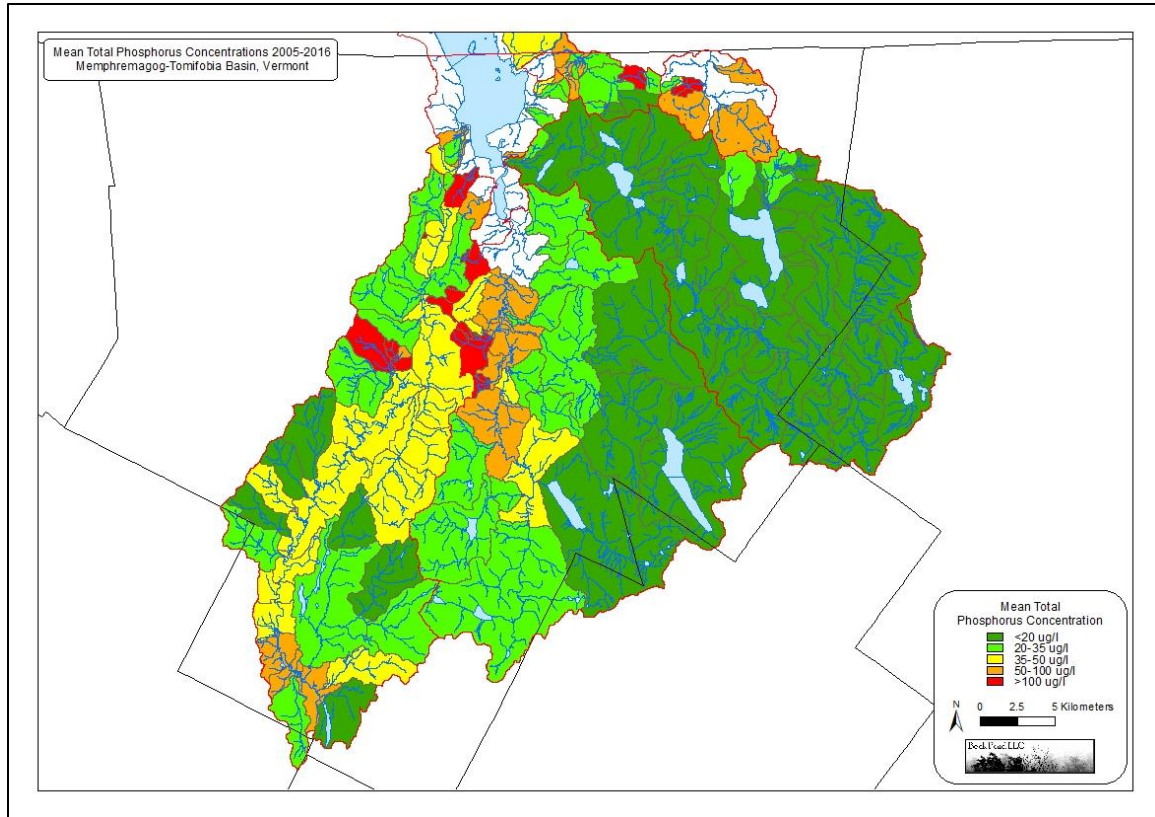 Mean Total Phosphorus Concentrations 2005-2016
Memphremagog-Tomifobia Basin, Vermont
Mean Total
Phosphorus Concentration
<20 ug/l
20-35 ug/l
35-50 ug/l
50-100 ug/l
>100 ug/l
N
0 2.5 5 Kilometers
Beck Pond LLC